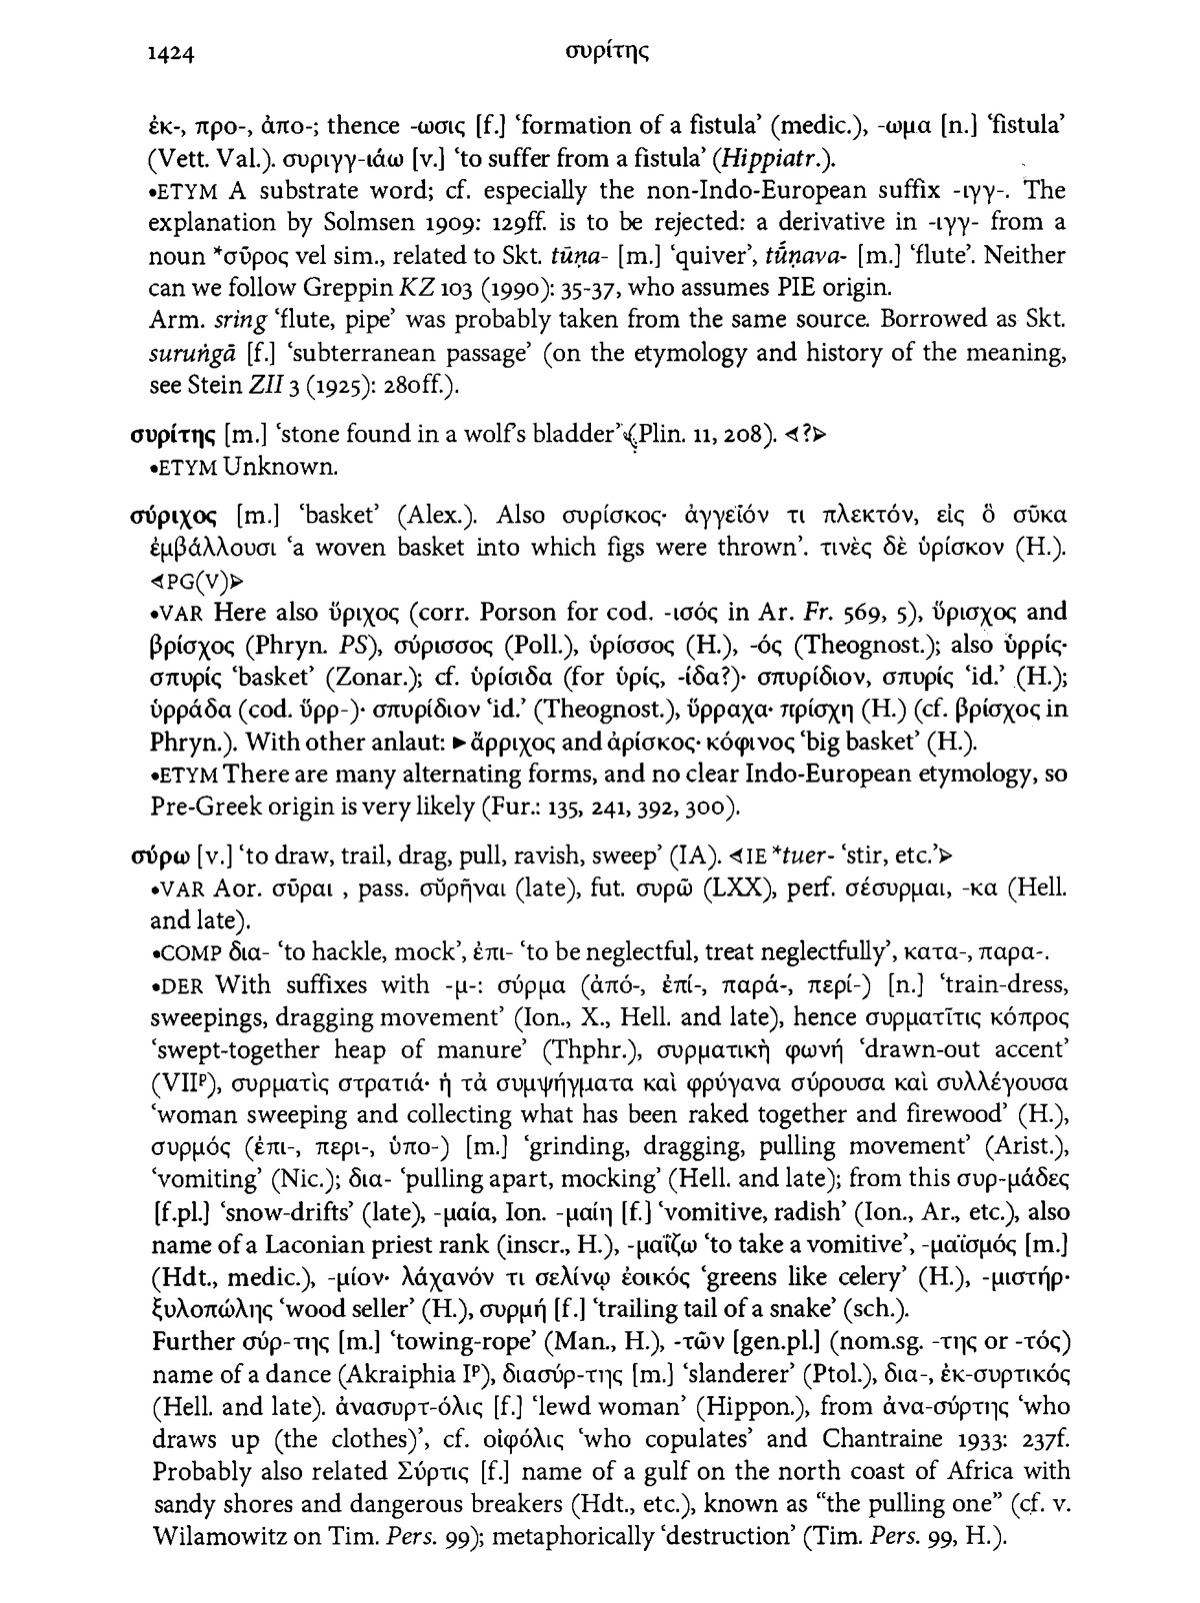 1424
συρίτης
ἐκ-, προ-, ἀπο-; thence -ωσις [f.] ‘formation of a fistula’ (medic.), -ωμα [n.] ‘fistula’
(Vett. Val.). συριγγ-ιάω [v.] ‘to suffer from a fistula’ (Hippiatr.).
•ETYM A substrate word; cf. especially the non-Indo-European suffix -ιγγ-. The
explanation by Solmsen 1909: 129ff. is to be rejected: a derivative in -ιγγ- from a
noun *σῦρος vel sim., related to Skt. tūṇa- [m.] ‘quiver’, tū́ṇava- [m.] ‘flute’. Neither
can we follow Greppin KZ 103 (1990): 35-37, who assumes PIE origin.
Arm. sring ‘flute, pipe’ was probably taken from the same source. Borrowed as Skt.
suruṅgā [f.] ‘subterranean passage’ (on the etymology and history of the meaning,
see Stein ZII 3 (1925): 280ff.).
συρίτης [m.] ‘stone found in a wolf's bladder’ (Plin. 11, 208). ⊲?⊳
•ETYM Unknown.
σύριχος [m.] ‘basket’ (Alex.). Also συρίσκος· ἀγγεῖόν τι πλεκτόν, εἰς ὃ σῦκα
ἐμβάλλουσι ‘a woven basket into which figs were thrown’. τινὲς δὲ ὑρίσκον (H.).
⊲PG(V)⊳
•VAR Here also ὕριχος (corr. Porson for cod. -ισός in Ar. Fr. 569, 5), ὕρισχος and
βρίσχος (Phryn. PS), σύρισσος (Poll.), ὑρίσσος (H.), -ός (Theognost.); also ὑρρίς·
σπυρίς ‘basket’ (Zonar.); cf. ὑρίσιδα (for ὑρίς, -ίδα?)· σπυρίδιον, σπυρίς ‘id.’ (H.);
ὑρράδα (cod. ὕρρ-)· σπυρίδιον ‘id.’ (Theognost.), ὕρραχα· πρίσχη (H.) (cf. βρίσχος in
Phryn.). With other anlaut: ►ἄρριχος and ἀρίσκος· κόφινος ‘big basket’ (H.).
•ETYM There are many alternating forms, and no clear Indo-European etymology, so
Pre-Greek origin is very likely (Fur.: 135, 241, 392, 300).
σύρω [v.] ‘to draw, trail, drag, pull, ravish, sweep’ (IA). ⊲IE *tuer- ‘stir, etc.’⊳
•VAR Aor. σῦραι , pass. σῠρῆναι (late), fut. συρῶ (LXX), perf. σέσυρμαι, -κα (Hell.
and late).
•COMP δια- ‘to hackle, mock’, ἐπι- ‘to be neglectful, treat neglectfully’, κατα-, παρα-.
•DER With suffixes with -μ-: σύρμα (ἀπό-, ἐπί-, παρά-, περί-) [n.] ‘train-dress,
sweepings, dragging movement’ (Ion., X., Hell. and late), hence συρματῖτις κόπρος
‘swept-together heap of manure’ (Thphr.), συρματικὴ φωνή ‘drawn-out accent’
(VIIᵖ), συρματὶς στρατιά· ἡ τὰ συμψήγματα καὶ φρύγανα σύρουσα καὶ συλλέγουσα
‘woman sweeping and collecting what has been raked together and firewood’ (H.),
συρμός (ἐπι-, περι-, ὑπο-) [m.] ‘grinding, dragging, pulling movement’ (Arist.),
‘vomiting’ (Nic.); δια- ‘pulling apart, mocking’ (Hell. and late); from this συρ-μάδες
[f.pl.] ‘snow-drifts’ (late), -μαία, Ion. -μαίη [f.] ‘vomitive, radish’ (Ion., Ar., etc.), also
name of a Laconian priest rank (inscr., H.), -μαΐζω ‘to take a vomitive’, -μαϊσμός [m.]
(Hdt., medic.), -μίον· λάχανόν τι σελίνῳ ἐοικός ‘greens like celery’ (H.), -μιστήρ·
ξυλοπώλης ‘wood seller’ (H.), συρμή [f.] ‘trailing tail of a snake’ (sch.).
Further σύρ-της [m.] ‘towing-rope’ (Man., H.), -τῶν [gen.pl.] (nom.sg. -της or -τός)
name of a dance (Akraiphia Iᵖ), διασύρ-της [m.] ‘slanderer’ (Ptol.), δια-, ἐκ-συρτικός
(Hell. and late). ἀνασυρτ-όλις [f.] ‘lewd woman’ (Hippon.), from ἀνα-σύρτης ‘who
draws up (the clothes)’, cf. οἰφόλις ‘who copulates’ and Chantraine 1933: 237f.
Probably also related Σύρτις [f.] name of a gulf on the north coast of Africa with
sandy shores and dangerous breakers (Hdt., etc.), known as “the pulling one” (cf. v.
Wilamowitz on Tim. Pers. 99); metaphorically ‘destruction’ (Tim. Pers. 99, H.).